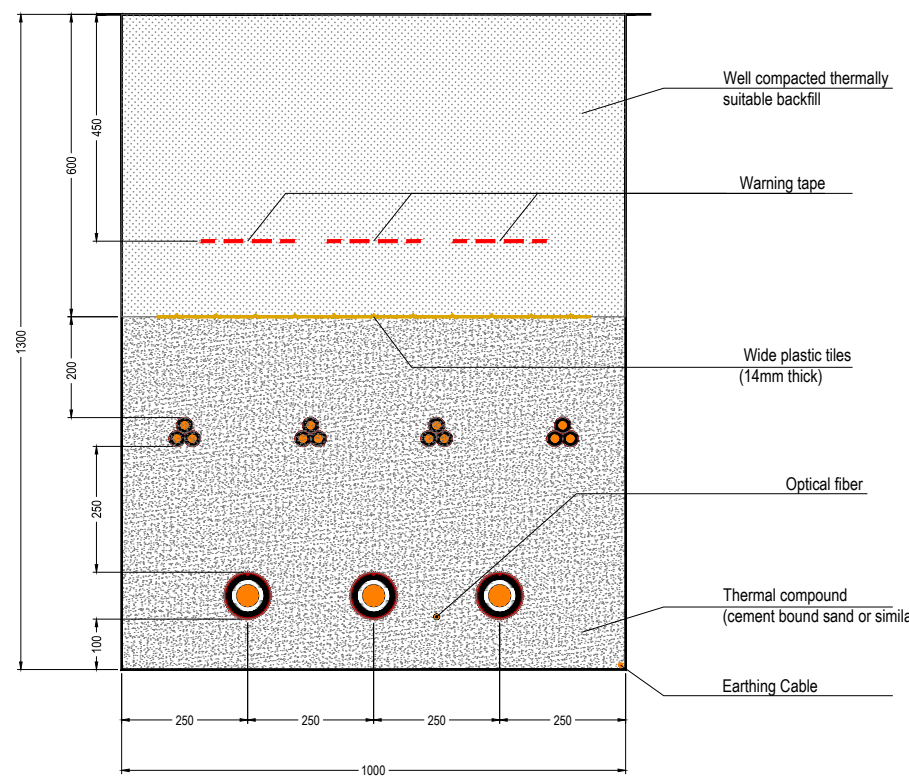 Well compacted thermally
suitable backfill
450
600
Warning tape
1300
200
Wide plastic tiles
(14mm thick)
Optical fiber
250
Thermal compound
(cement bound sand or simila
100
Earthing Cable
250
250
250
250
1000